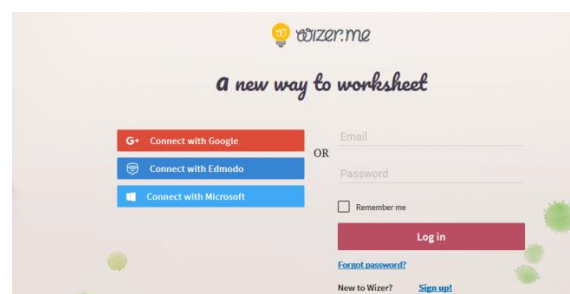 wizer.me
a new way to worksheet
G+ Connect with Google
Connect with Edmodo
Connect with Microsoft
OR
Email
Password
Remember me
Log in
Forgot password?
New to Wizer? Sign up!